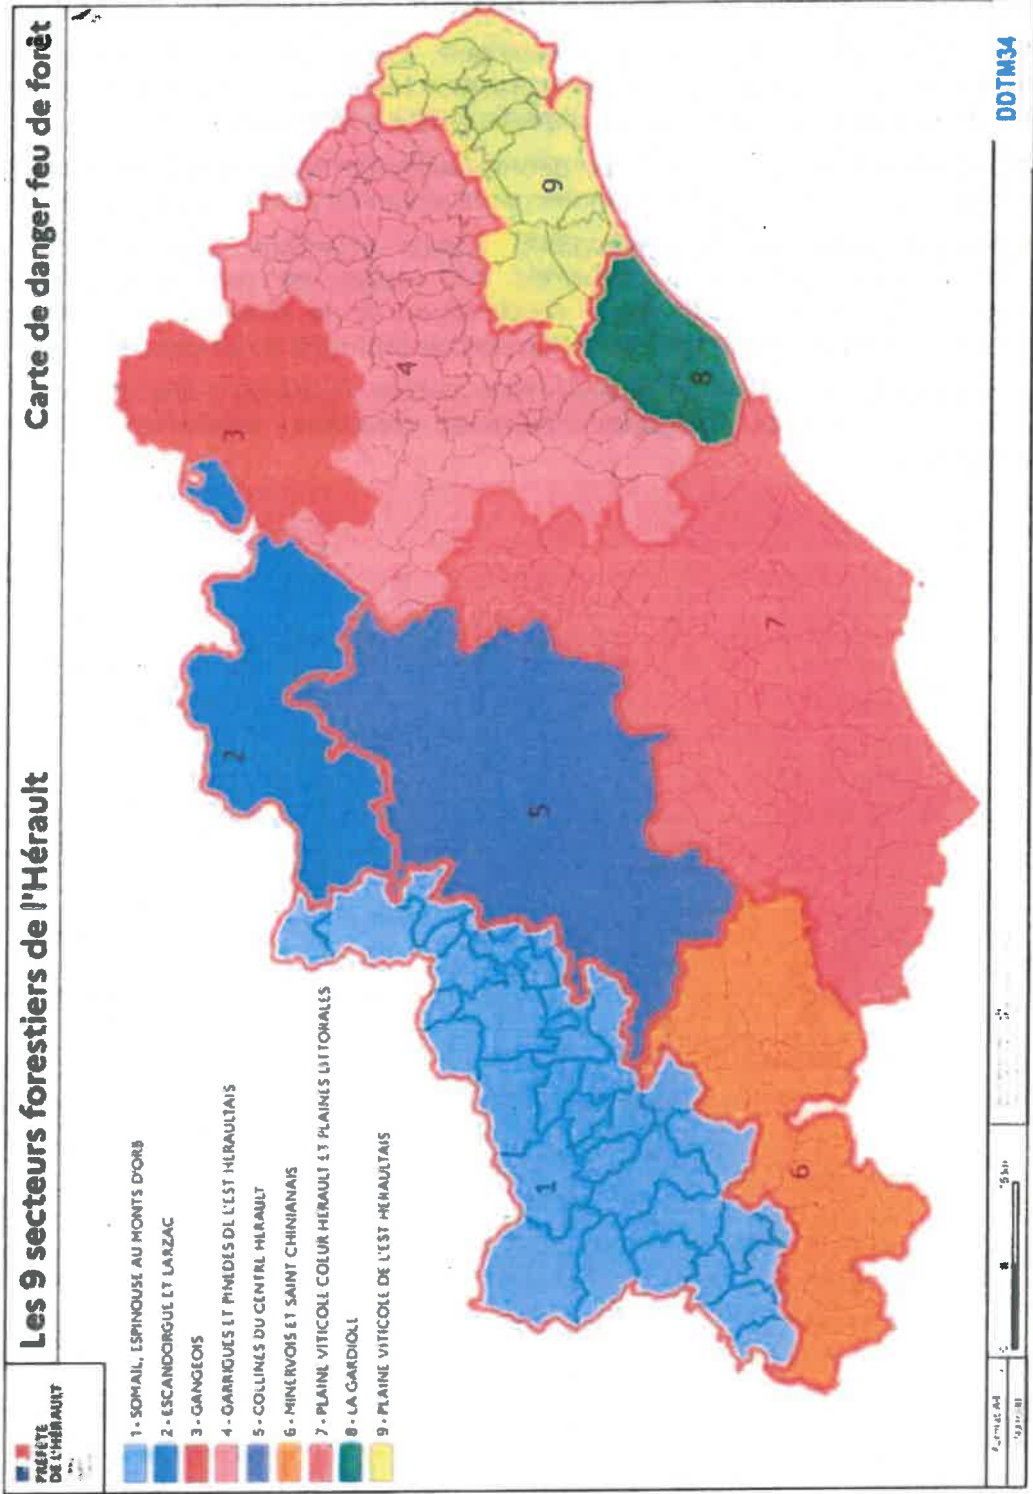 PRÉFÈTE
DE L'HÉRAULT
Les 9 secteurs forestiers de l'Hérault
Carte de danger feu de forêt
1 - SOMAIL, ESPINOUSE AU MONTS D'ORB
2 - ESCANDORGUE ET LARZAC
3 - GANGEOIS
4 - GARRIGUES ET PINEDES DE L'EST HERAULTAIS
5 - COLLINES DU CENTRE HERAULT
6 - MINERVOIS ET SAINT CHINIANAIS
7 - PLAINE VITICOLE COEUR HERAULT ET PLAINES LITTORALES
8 - LA GARDIOLE
9 - PLAINE VITICOLE DE L'EST HERAULTAIS
1
2
3
4
5
6
7
8
9
Format A4
DDTM34